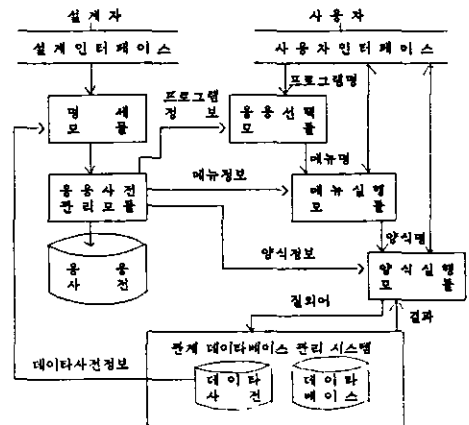 설계자
사용자
설계인터페이스
사용자인터페이스
프로그램명
명세
모듈
프로그램
정보
응용선택
모듈
메뉴명
응용사전
관리모듈
메뉴정보
메뉴실행
모듈
양식명
응용
사전
양식정보
양식실행
모듈
질의어
결과
관계 데이타베이스 관리 시스템
데이타사전정보
데이타
사전
데이타
베이스